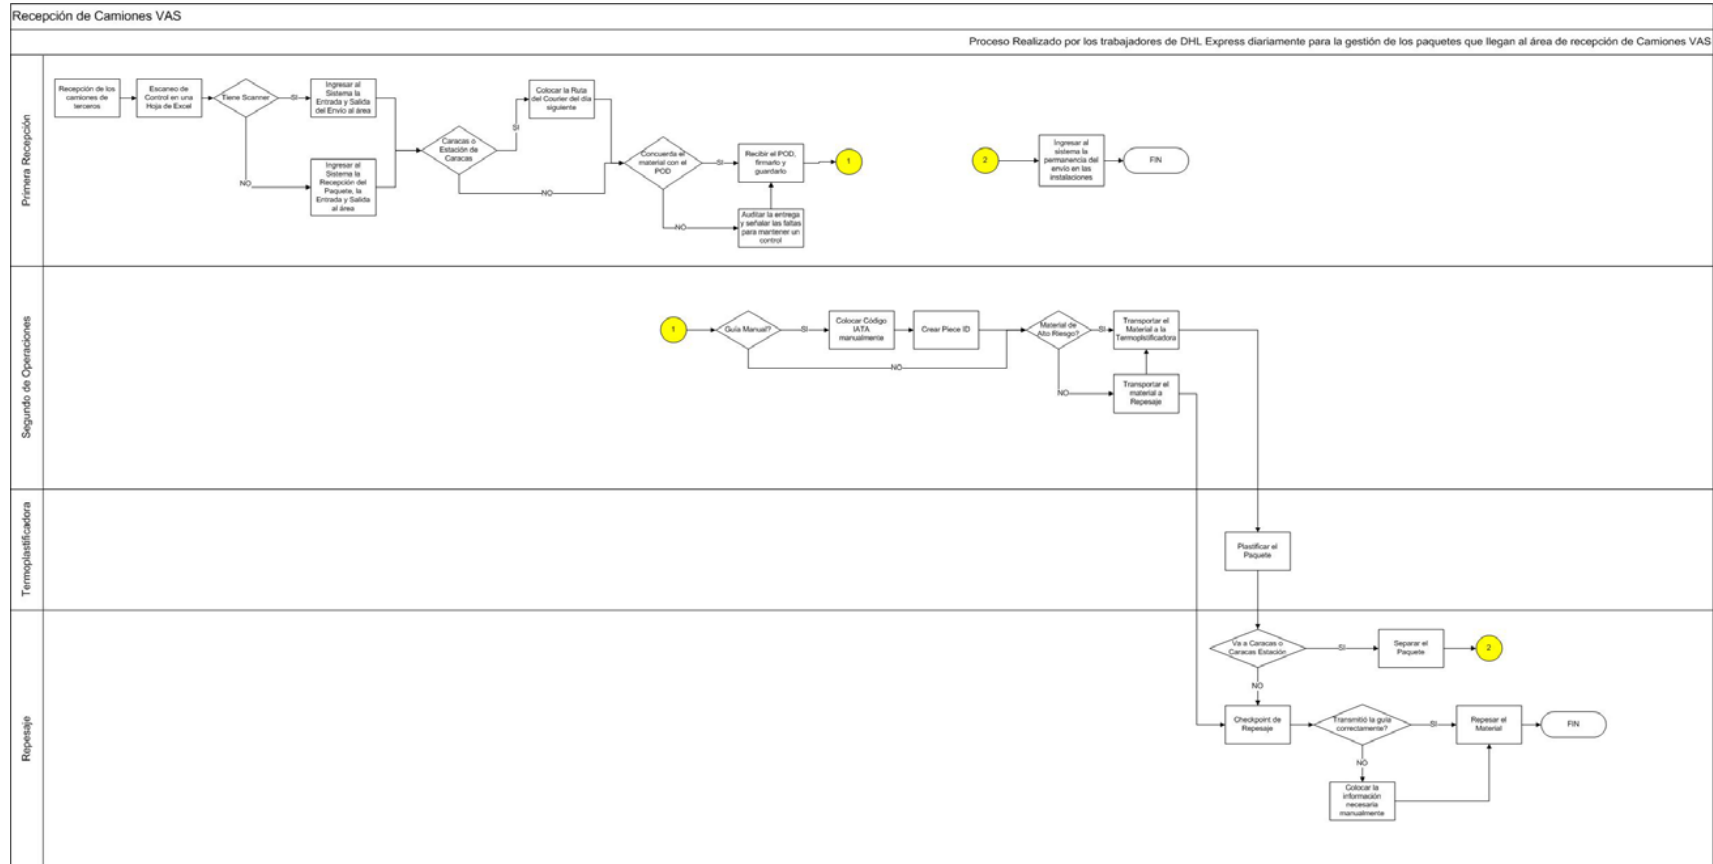 Recepción de Camiones VAS
Proceso Realizado por los trabajadores de DHL Express diariamente para la gestión de los paquetes que llegan al área de recepción de Camiones VAS
Primera Recepción
Recepción de los
camiones de
terceros
Escaneo de
Control en una
Hoja de Excel
Tiene Scanner
SI
Ingresar al
Sistema la
Entrada y Salida
del Envío al área
NO
Ingresar al
Sistema la
Recepción del
Paquete, la
Entrada y Salida
al área
Caracas o
Estación de
Caracas
SI
Colocar la Ruta
del Courier del día
siguiente
NO
Concuerda el
material con el
POD
SI
Recibir el POD,
firmarlo y
guardarlo
1
NO
Auditar la entrega
y señalar las faltas
para mantener un
control
2
Ingresar al
sistema la
permanencia del
envío en las
instalaciones
FIN
Segundo de Operaciones
1
Guía Manual?
SI
Colocar Código
IATA
manualmente
Crear Piece ID
NO
Material de
Alto Riesgo?
SI
Transportar el
Material a la
Termoplstificadora
NO
Transportar el
material a
Repesaje
Termoplastificadora
Plastificar el
Paquete
Repesaje
Va a Caracas o
Caracas Estación
SI
Separar el
Paquete
2
NO
Checkpoint de
Repesaje
Transmitió la guía
correctamente?
SI
Repesar el
Material
FIN
NO
Colocar la
información
necesaria
manualmente